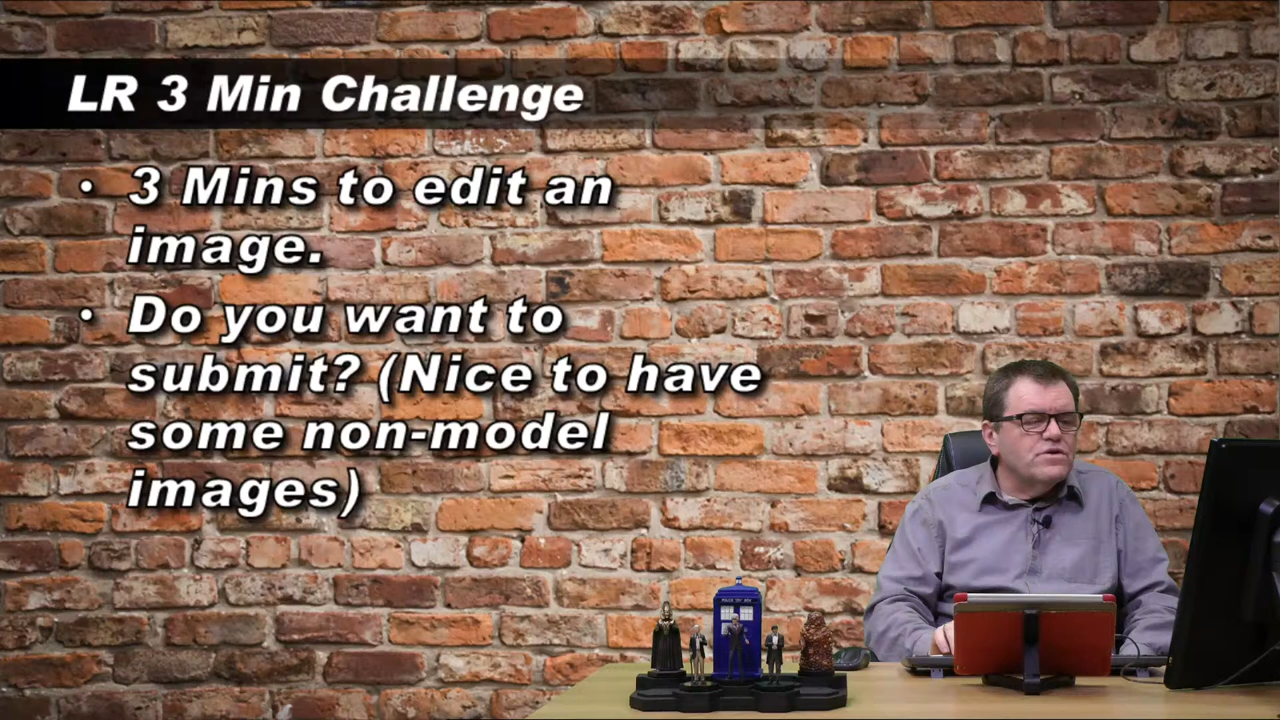 LR 3 Min Challenge
• 3 Mins to edit an
image.
• Do you want to
submit? (Nice to have
some non-model
images)